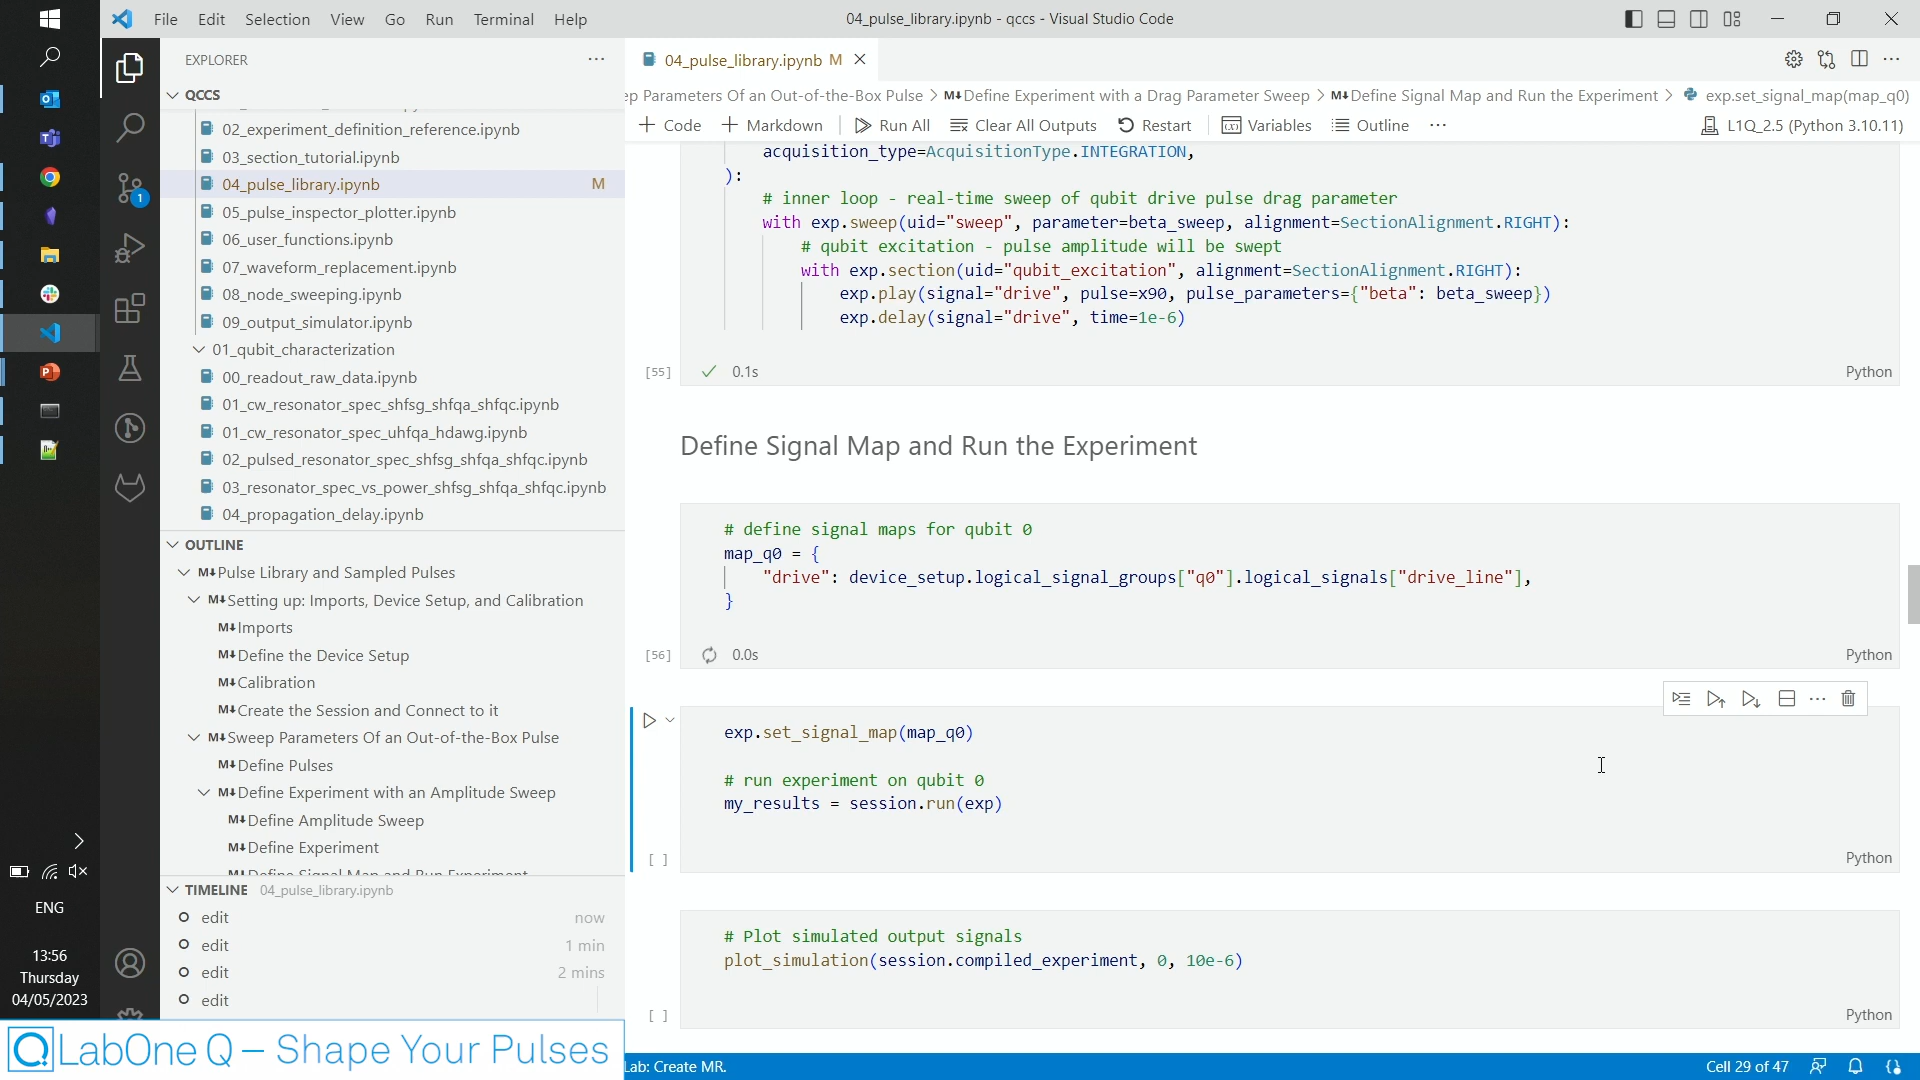 File Edit Selection View Go Run Terminal Help
04_pulse_library.ipynb - qccs - Visual Studio Code
EXPLORER
QCCS
02_experiment_definition_reference.ipynb
03_section_tutorial.ipynb
04_pulse_library.ipynb M
05_pulse_inspector_plotter.ipynb
06_user_functions.ipynb
07_waveform_replacement.ipynb
08_node_sweeping.ipynb
09_output_simulator.ipynb
01_qubit_characterization
00_readout_raw_data.ipynb
01_cw_resonator_spec_shfsg_shfqa_shfqc.ipynb
01_cw_resonator_spec_uhfqa_hdawg.ipynb
02_pulsed_resonator_spec_shfsg_shfqa_shfqc.ipynb
03_resonator_spec_vs_power_shfsg_shfqa_shfqc.ipynb
04_propagation_delay.ipynb
OUTLINE
M↓Pulse Library and Sampled Pulses
M↓Setting up: Imports, Device Setup, and Calibration
M↓Imports
M↓Define the Device Setup
M↓Calibration
M↓Create the Session and Connect to it
M↓Sweep Parameters Of an Out-of-the-Box Pulse
M↓Define Pulses
M↓Define Experiment with an Amplitude Sweep
M↓Define Amplitude Sweep
M↓Define Experiment
M↓Define Signal Map and Run Experiment
TIMELINE 04_pulse_library.ipynb
edit now
edit 1 min
edit 2 mins
edit
ENG
13:56
Thursday
04/05/2023
1
LabOne Q – Shape Your Pulses
04_pulse_library.ipynb M
ep Parameters Of an Out-of-the-Box Pulse > M↓Define Experiment with a Drag Parameter Sweep > M↓Define Signal Map and Run the Experiment > exp.set_signal_map(map_q0)
+ Code + Markdown Run All Clear All Outputs Restart Variables Outline ··· L1Q_2.5 (Python 3.10.11)
acquisition_type=AcquisitionType.INTEGRATION,
):
# inner loop - real-time sweep of qubit drive pulse drag parameter
with exp.sweep(uid="sweep", parameter=beta_sweep, alignment=SectionAlignment.RIGHT):
# qubit excitation - pulse amplitude will be swept
with exp.section(uid="qubit_excitation", alignment=SectionAlignment.RIGHT):
exp.play(signal="drive", pulse=x90, pulse_parameters={"beta": beta_sweep})
exp.delay(signal="drive", time=1e-6)
[55] 0.1s Python
Define Signal Map and Run the Experiment
# define signal maps for qubit 0
map_q0 = {
"drive": device_setup.logical_signal_groups["q0"].logical_signals["drive_line"],
}
[56] 0.0s Python
exp.set_signal_map(map_q0)
# run experiment on qubit 0
my_results = session.run(exp)
[ ] Python
# Plot simulated output signals
plot_simulation(session.compiled_experiment, 0, 10e-6)
[ ] Python
Lab: Create MR.
Cell 29 of 47